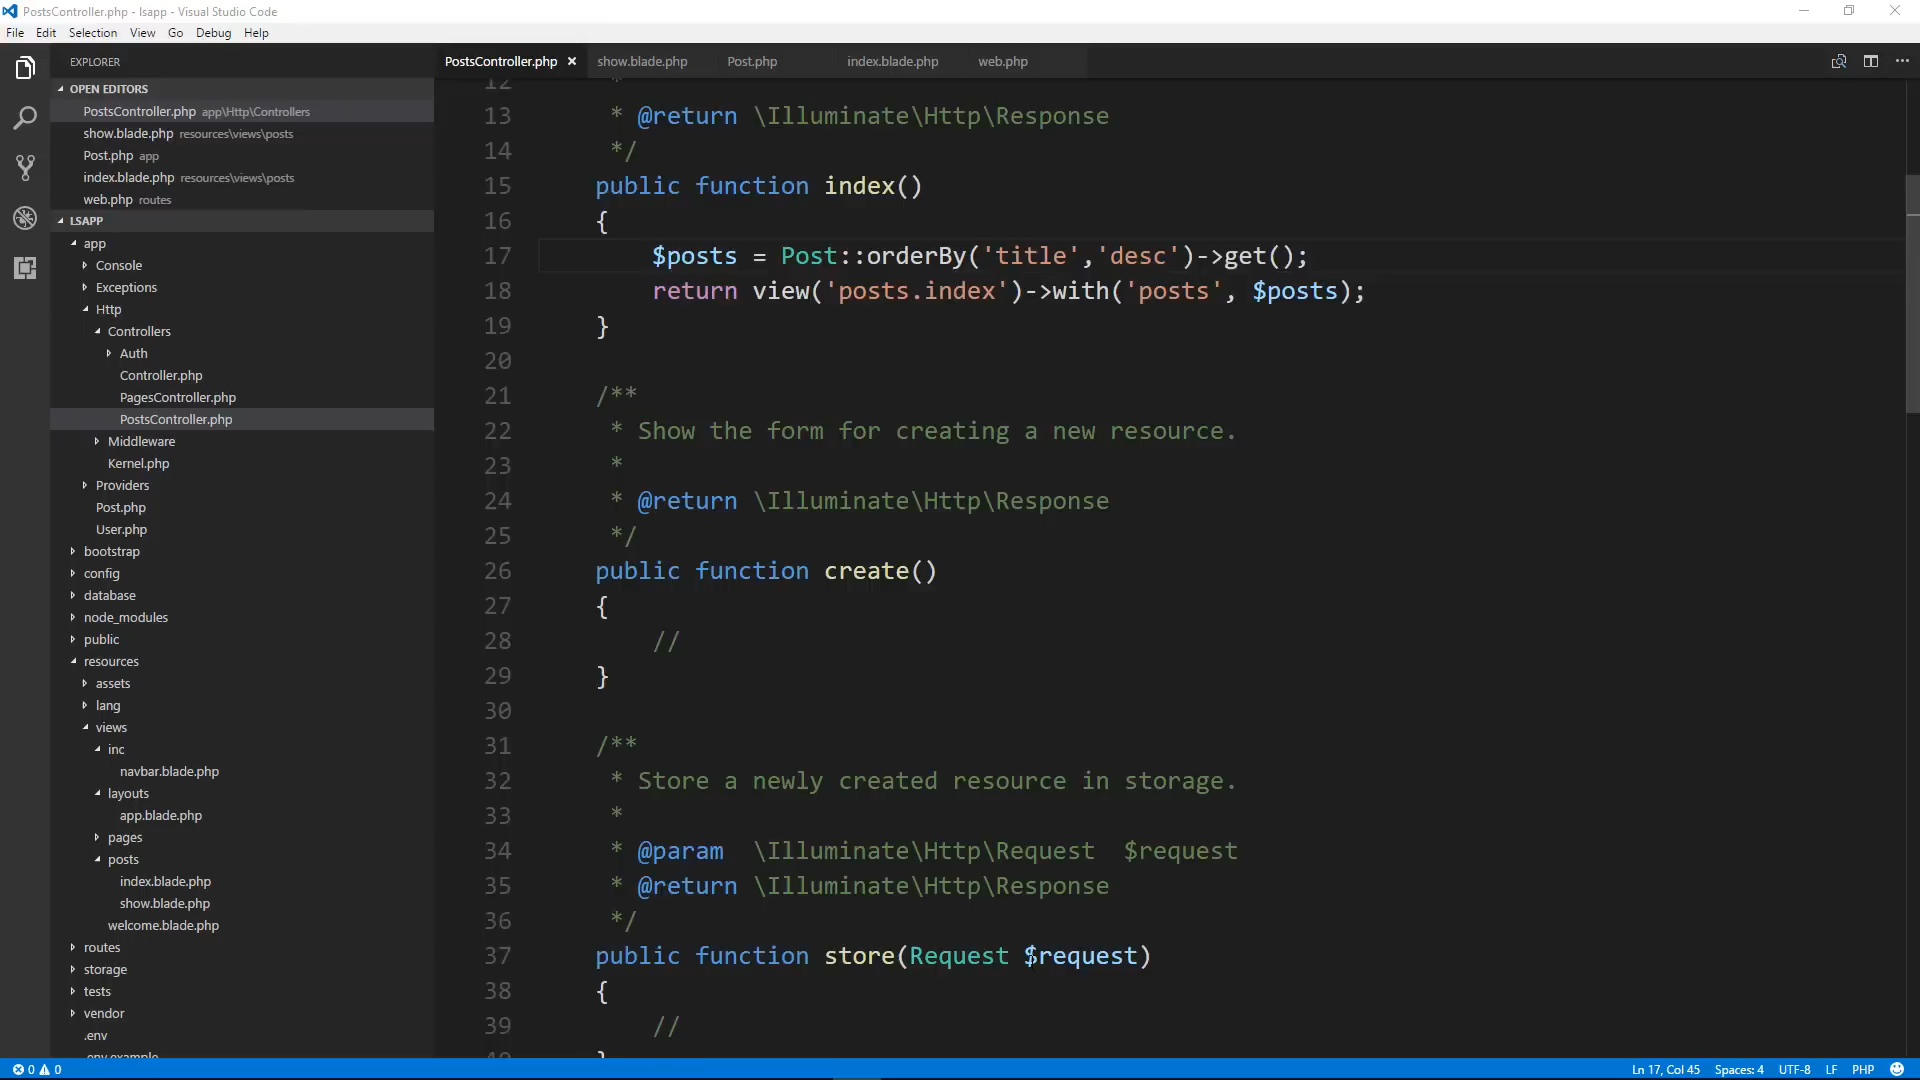 PostsController.php - lsapp - Visual Studio Code
File Edit Selection View Go Debug Help
EXPLORER
OPEN EDITORS
PostsController.php app\Http\Controllers
show.blade.php resources\views\posts
Post.php app
index.blade.php resources\views\posts
web.php routes
LSAPP
app
Console
Exceptions
Http
Controllers
Auth
Controller.php
PagesController.php
PostsController.php
Middleware
Kernel.php
Providers
Post.php
User.php
bootstrap
config
database
node_modules
public
resources
assets
lang
views
inc
navbar.blade.php
layouts
app.blade.php
pages
posts
index.blade.php
show.blade.php
welcome.blade.php
routes
storage
tests
vendor
.env
.env.example
PostsController.php × show.blade.php Post.php index.blade.php web.php
12 *
13 * @return \Illuminate\Http\Response
14 */
15 public function index()
16 {
17 $posts = Post::orderBy('title','desc')->get();
18 return view('posts.index')->with('posts', $posts);
19 }
20
21 /**
22 * Show the form for creating a new resource.
23 *
24 * @return \Illuminate\Http\Response
25 */
26 public function create()
27 {
28 //
29 }
30
31 /**
32 * Store a newly created resource in storage.
33 *
34 * @param  \Illuminate\Http\Request  $request
35 * @return \Illuminate\Http\Response
36 */
37 public function store(Request $request)
38 {
39 //
40 }
0 0 Ln 17, Col 45 Spaces: 4 UTF-8 LF PHP